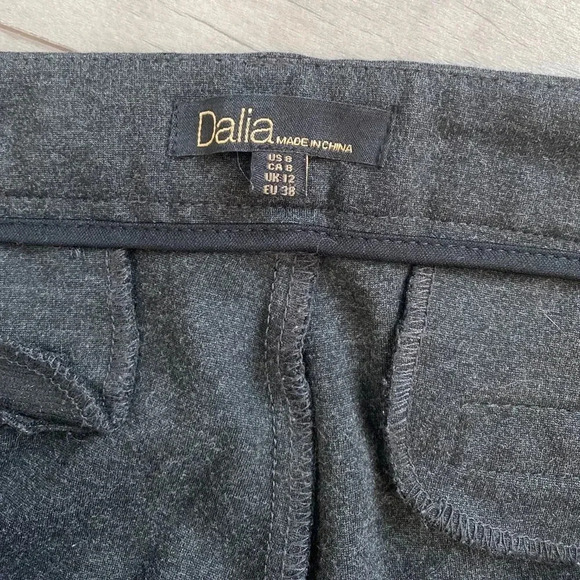 Dalia MADE IN CHINA
US 8
CA 8
UK 12
EU 38